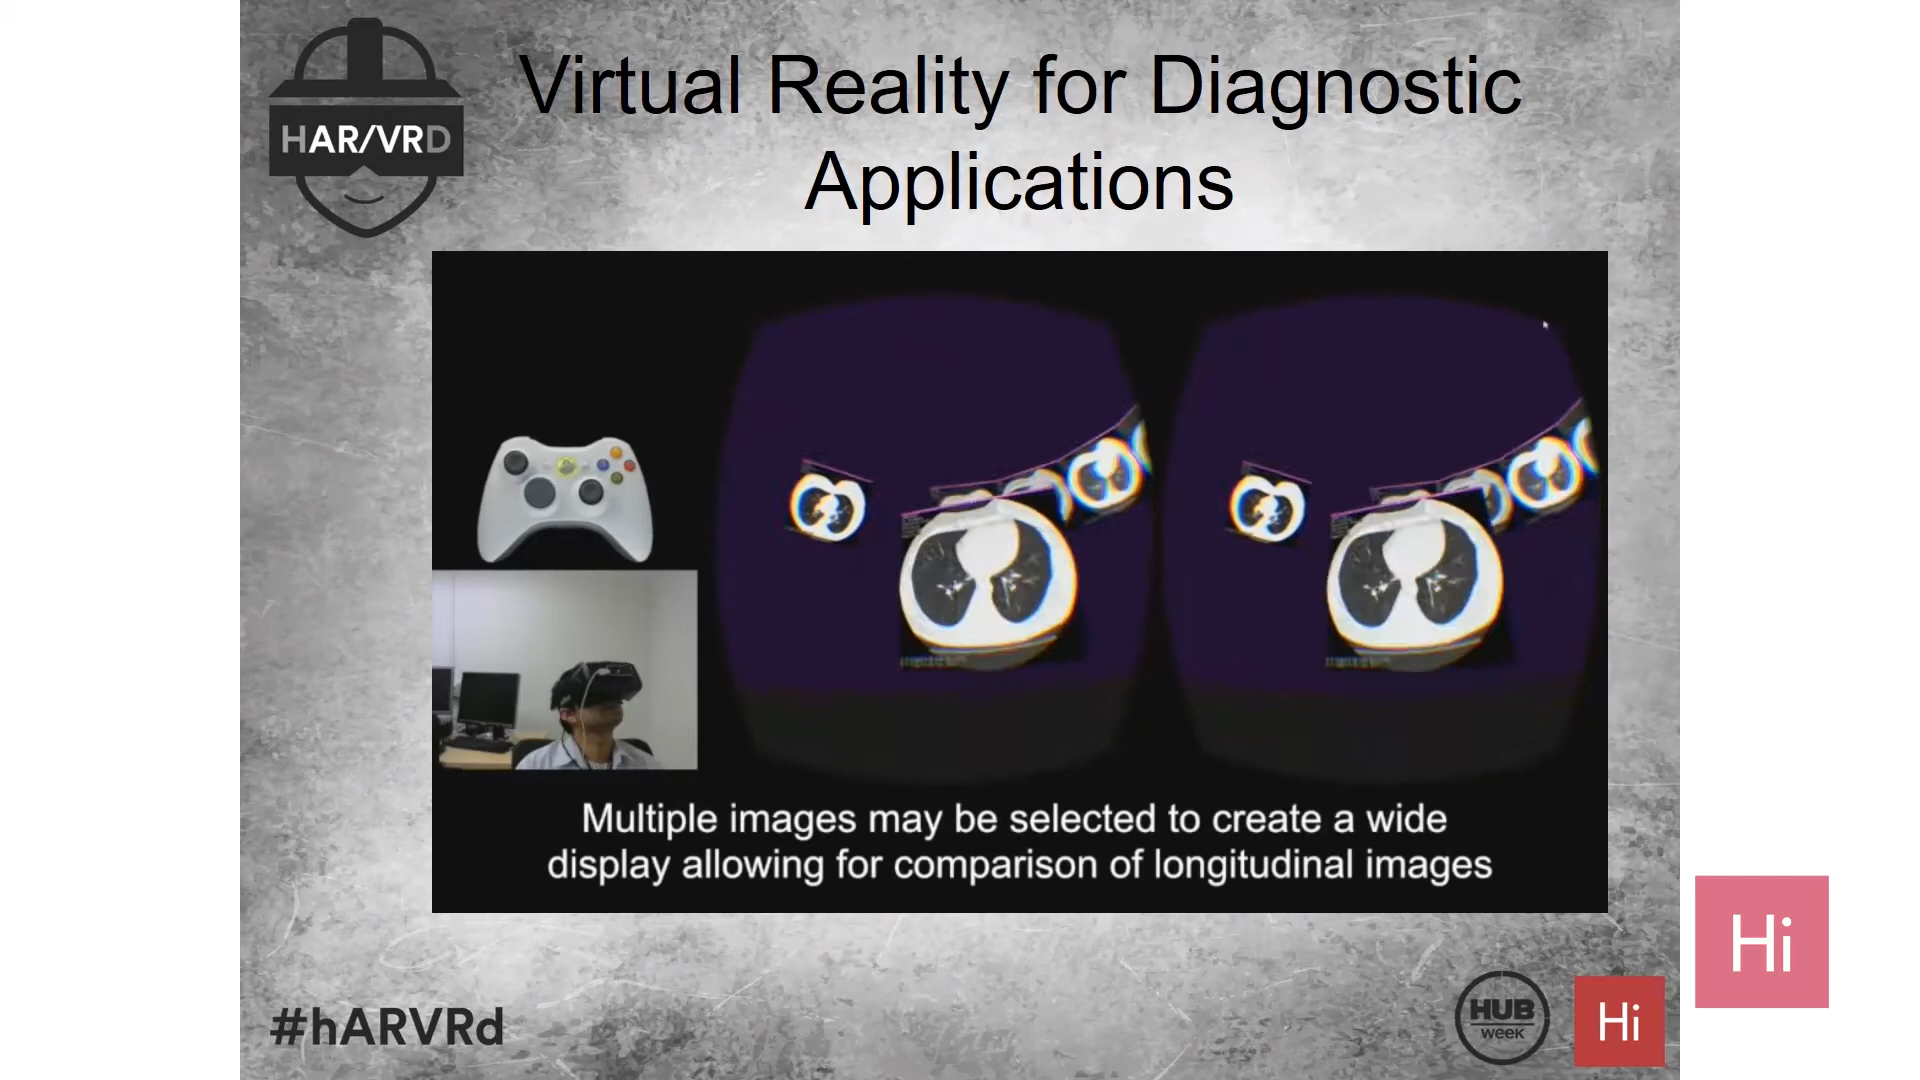 HAR/VRD
Virtual Reality for Diagnostic
Applications
Multiple images may be selected to create a wide
display allowing for comparison of longitudinal images
Hi
#hARVRd
HUB
week
Hi